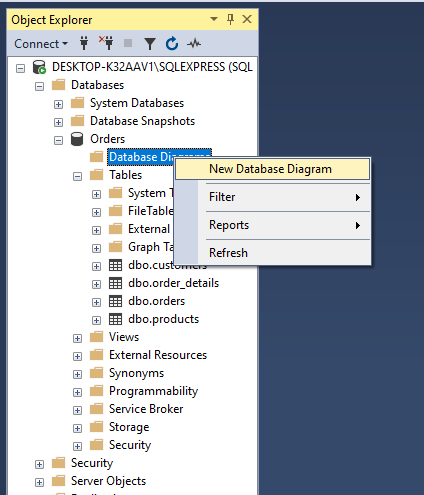 Object Explorer
Connect
DESKTOP-K32AAV1\SQLEXPRESS (SQL
Databases
System Databases
Database Snapshots
Orders
Database Diagrams
New Database Diagram
Tables
System T
Filter
FileTable
External
Reports
Graph Ta
Refresh
dbo.customers
dbo.order_details
dbo.orders
dbo.products
Views
External Resources
Synonyms
Programmability
Service Broker
Storage
Security
Security
Server Objects